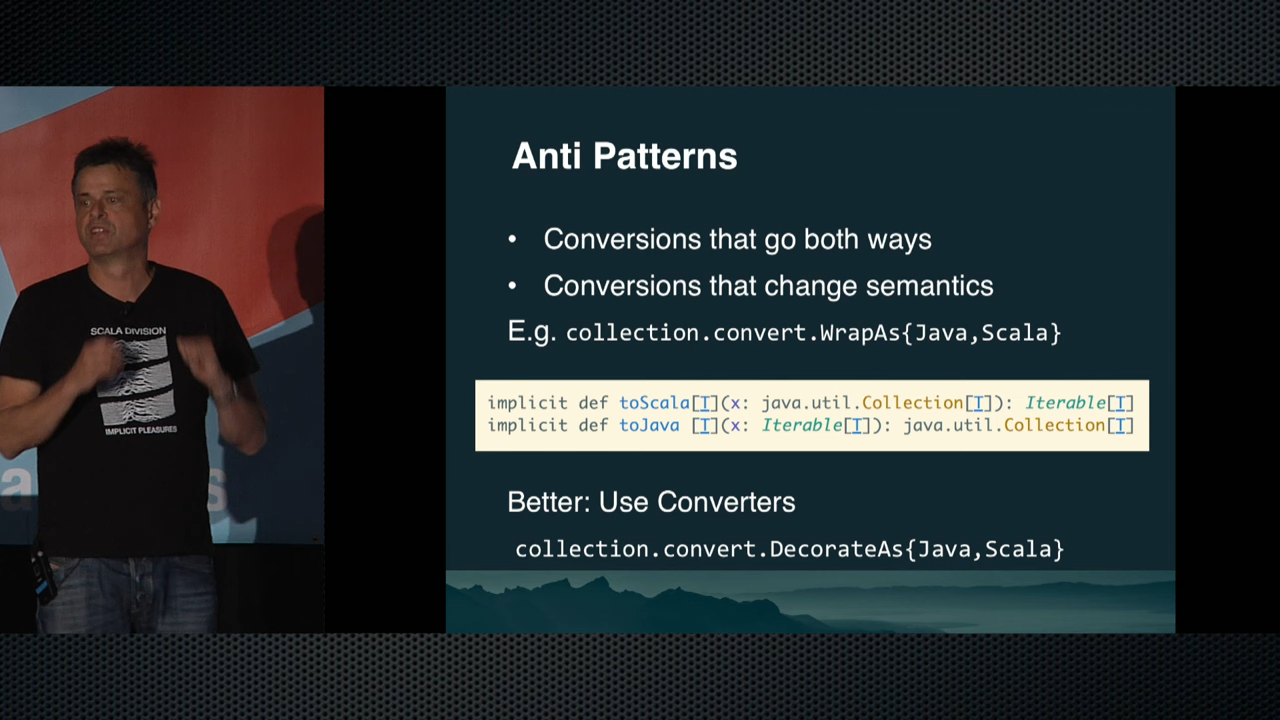 SCALA DIVISION
IMPLICIT PLEASURES
Anti Patterns
• Conversions that go both ways
• Conversions that change semantics
E.g. collection.convert.WrapAs{Java,Scala}
implicit def toScala[I](x: java.util.Collection[I]): Iterable[I]
implicit def toJava [I](x: Iterable[I]): java.util.Collection[I]
Better: Use Converters
collection.convert.DecorateAs{Java,Scala}